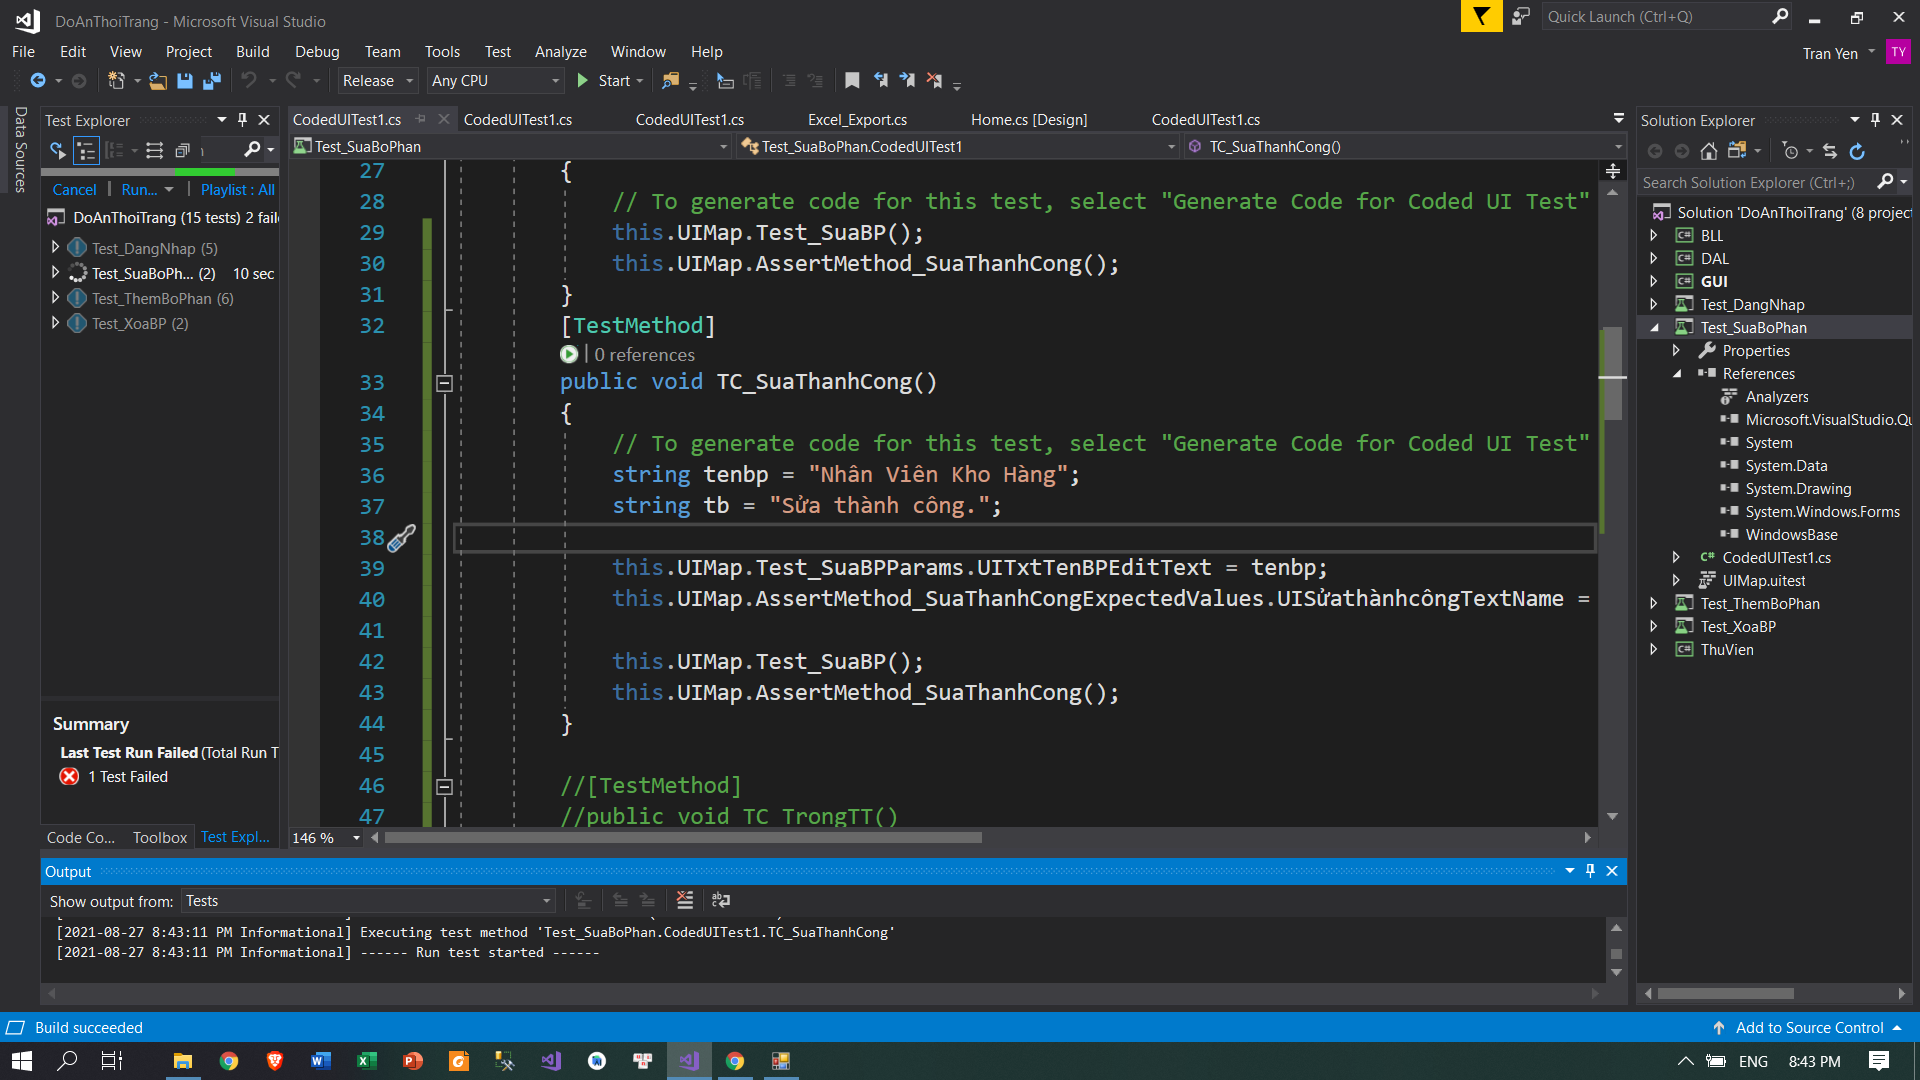 DoAnThoiTrang - Microsoft Visual Studio
Quick Launch (Ctrl+Q)
File Edit View Project Build Debug Team Tools Test Analyze Window Help
Tran Yen
TY
Release
Any CPU
Start
Data Sources
Test Explorer
Cancel
Run...
Playlist : All
DoAnThoiTrang (15 tests) 2 fail
Test_DangNhap (5)
Test_SuaBoPh... (2) 10 sec
Test_ThemBoPhan (6)
Test_XoaBP (2)
Summary
Last Test Run Failed (Total Run T
1 Test Failed
Code Co...
Toolbox
Test Expl...
CodedUITest1.cs
CodedUITest1.cs
CodedUITest1.cs
Excel_Export.cs
Home.cs [Design]
CodedUITest1.cs
Test_SuaBoPhan
Test_SuaBoPhan.CodedUITest1
TC_SuaThanhCong()
27 {
28 // To generate code for this test, select "Generate Code for Coded UI Test"
29 this.UIMap.Test_SuaBP();
30 this.UIMap.AssertMethod_SuaThanhCong();
31 }
32 [TestMethod]
0 references
33 public void TC_SuaThanhCong()
34 {
35 // To generate code for this test, select "Generate Code for Coded UI Test"
36 string tenbp = "Nhân Viên Kho Hàng";
37 string tb = "Sửa thành công.";
38
39 this.UIMap.Test_SuaBPParams.UITxtTenBPEditText = tenbp;
40 this.UIMap.AssertMethod_SuaThanhCongExpectedValues.UISửathànhcôngTextName =
41
42 this.UIMap.Test_SuaBP();
43 this.UIMap.AssertMethod_SuaThanhCong();
44 }
45
46 //[TestMethod]
47 //public void TC_TrongTT()
146 %
Solution Explorer
Search Solution Explorer (Ctrl+;)
Solution 'DoAnThoiTrang' (8 project
BLL
DAL
GUI
Test_DangNhap
Test_SuaBoPhan
Properties
References
Analyzers
Microsoft.VisualStudio.Qu
System
System.Data
System.Drawing
System.Windows.Forms
WindowsBase
CodedUITest1.cs
UIMap.uitest
Test_ThemBoPhan
Test_XoaBP
ThuVien
Output
Show output from: Tests
[2021-08-27 8:43:11 PM Informational] Executing test method 'Test_SuaBoPhan.CodedUITest1.TC_SuaThanhCong'
[2021-08-27 8:43:11 PM Informational] ------ Run test started ------
Build succeeded
Add to Source Control
ENG
8:43 PM